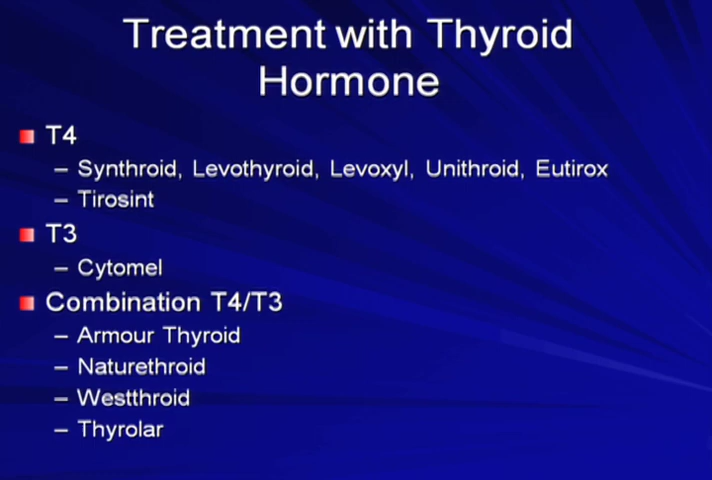 Treatment with Thyroid
Hormone
T4
– Synthroid, Levothyroid, Levoxyl, Unithroid, Eutirox
– Tirosint
T3
– Cytomel
Combination T4/T3
– Armour Thyroid
– Naturethroid
– Westthroid
– Thyrolar